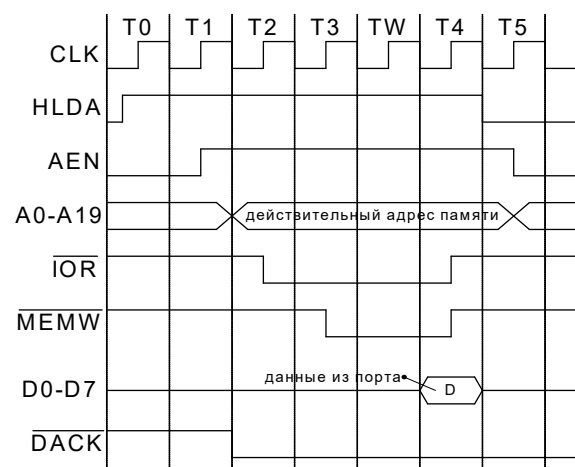 T0 T1 T2 T3 TW T4 T5
CLK
HLDA
AEN
A0-A19 действительный адрес памяти
IOR
MEMW
данные из порта
D0-D7 D
DACK